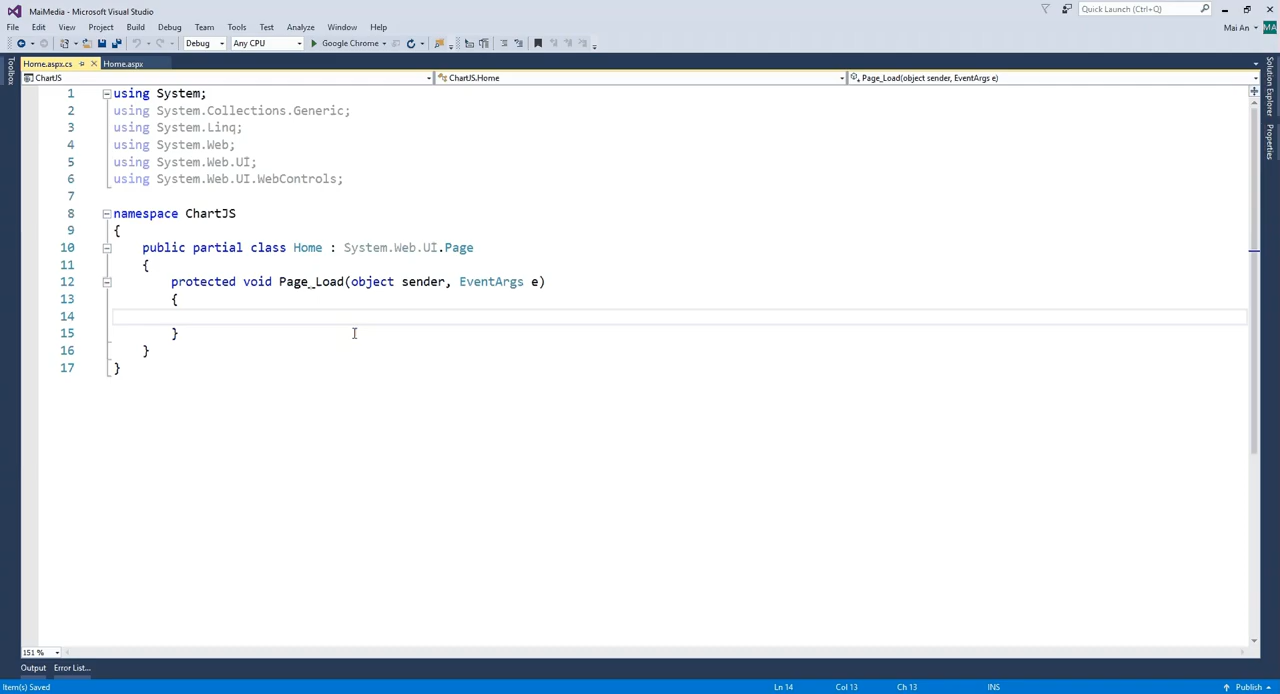 MaiMedia - Microsoft Visual Studio
Quick Launch (Ctrl+Q)
File Edit View Project Build Debug Team Tools Test Analyze Window Help
Mai An MA
Debug Any CPU Google Chrome
Home.aspx.cs Home.aspx
ChartJS ChartJS.Home Page_Load(object sender, EventArgs e)
Toolbox
Solution Explorer
Properties
1 using System;
2 using System.Collections.Generic;
3 using System.Linq;
4 using System.Web;
5 using System.Web.UI;
6 using System.Web.UI.WebControls;
7
8 namespace ChartJS
9 {
10 public partial class Home : System.Web.UI.Page
11 {
12 protected void Page_Load(object sender, EventArgs e)
13 {
14
15 }
16 }
17 }
151 %
Output Error List...
Item(s) Saved Ln 14 Col 13 Ch 13 INS Publish